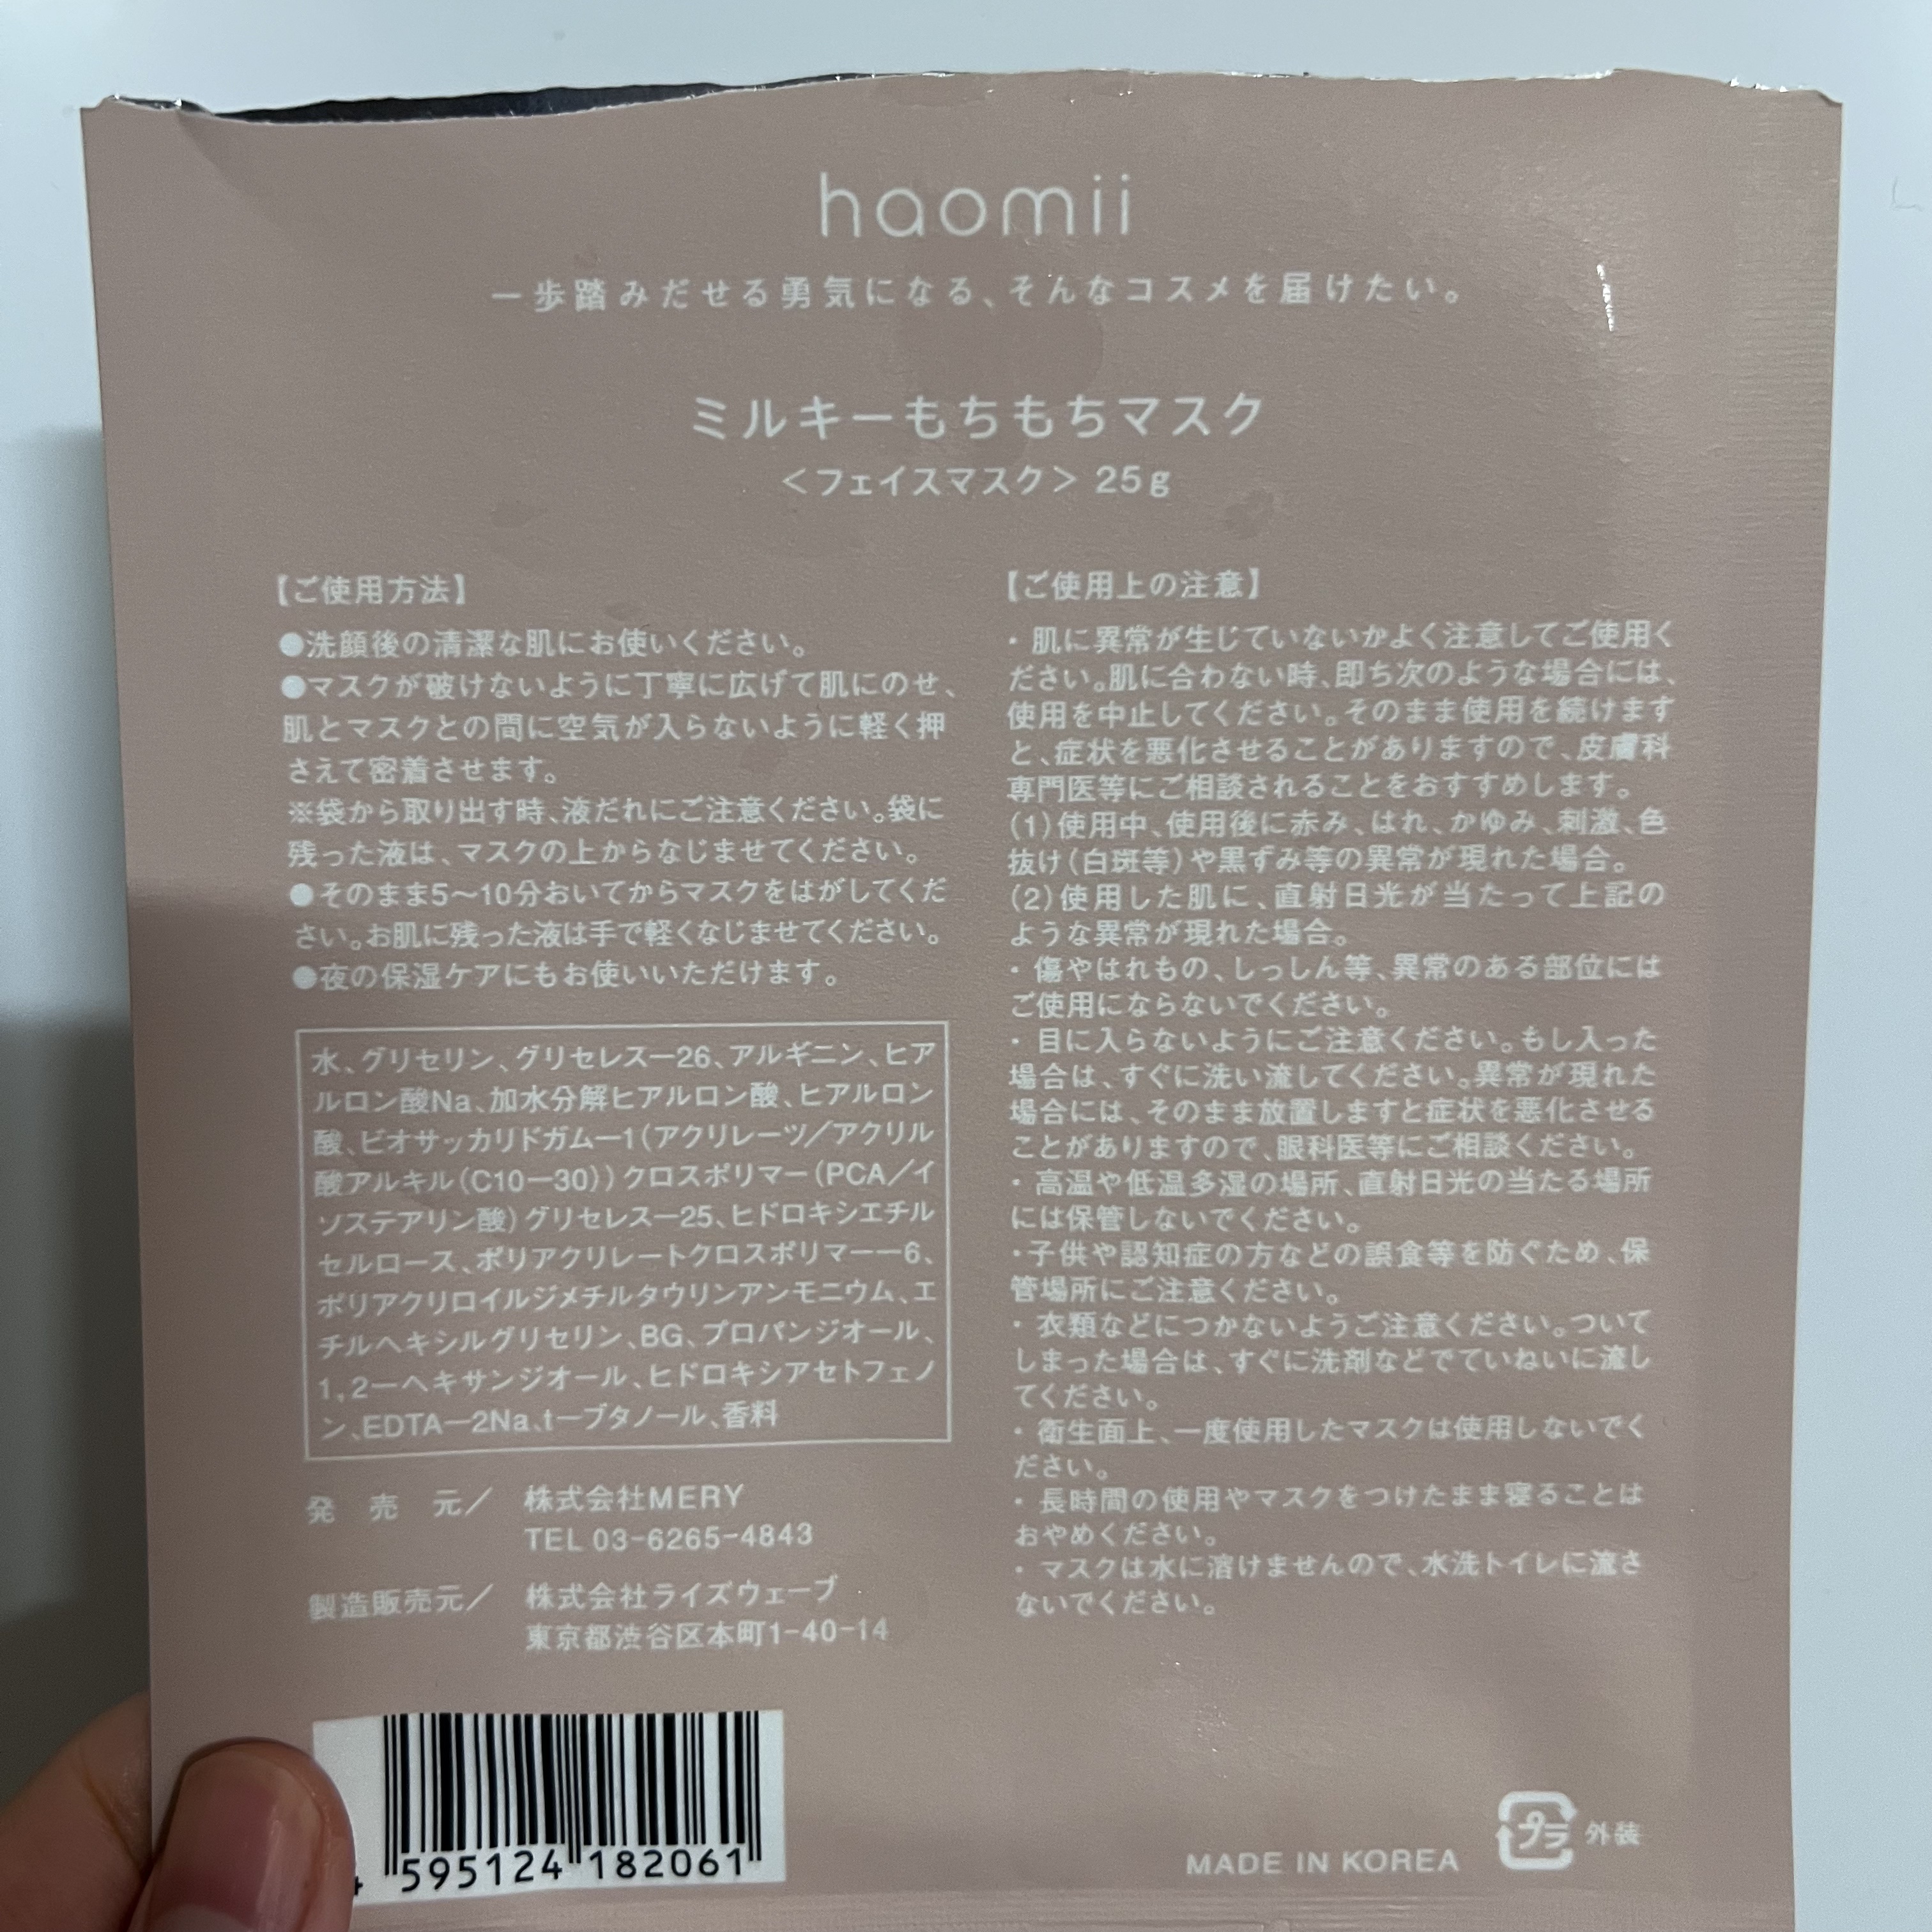 haomii
一歩踏みだせる勇気になる、そんなコスメを届けたい。
ミルキーもちもちマスク
＜フェイスマスク＞ 25g
【ご使用方法】
●洗顔後の清潔な肌にお使いください。
●マスクが破けないように丁寧に広げて肌にのせ、
肌とマスクとの間に空気が入らないように軽く押
さえて密着させます。
※袋から取り出す時、液だれにご注意ください。袋に
残った液は、マスクの上からなじませてください。
●そのまま5〜10分おいてからマスクをはがしてくだ
さい。お肌に残った液は手で軽くなじませてください。
●夜の保湿ケアにもお使いいただけます。
水、グリセリン、グリセレスー26、アルギニン、ヒア
ルロン酸Na、加水分解ヒアルロン酸、ヒアルロン
酸、ビオサッカリドガムー1（アクリレーツ／アクリル
酸アルキル（C10ー30））クロスポリマー（PCA／イ
ソステアリン酸）グリセレスー25、ヒドロキシエチル
セルロース、ポリアクリレートクロスポリマーー6、
ポリアクリロイルジメチルタウリンアンモニウム、エ
チルヘキシルグリセリン、BG、プロパンジオール、
1,2ーヘキサンジオール、ヒドロキシアセトフェノ
ン、EDTAー2Na、tーブタノール、香料
発　売　元／　株式会社MERY
TEL 03-6265-4843
製造販売元／　株式会社ライズウェーブ
東京都渋谷区本町1-40-14
【ご使用上の注意】
・肌に異常が生じていないかよく注意してご使用く
ださい。肌に合わない時、即ち次のような場合には、
使用を中止してください。そのまま使用を続けます
と、症状を悪化させることがありますので、皮膚科
専門医等にご相談されることをおすすめします。
(1)使用中、使用後に赤み、はれ、かゆみ、刺激、色
抜け（白斑等）や黒ずみ等の異常が現れた場合。
(2)使用した肌に、直射日光が当たって上記の
ような異常が現れた場合。
・傷やはれもの、しっしん等、異常のある部位には
ご使用にならないでください。
・目に入らないようにご注意ください。もし入った
場合は、すぐに洗い流してください。異常が現れた
場合には、そのまま放置しますと症状を悪化させる
ことがありますので、眼科医等にご相談ください。
・高温や低温多湿の場所、直射日光の当たる場所
には保管しないでください。
・子供や認知症の方などの誤食等を防ぐため、保
管場所にご注意ください。
・衣類などにつかないようご注意ください。ついて
しまった場合は、すぐに洗剤などでていねいに流し
てください。
・衛生面上、一度使用したマスクは使用しないでく
ださい。
・長時間の使用やマスクをつけたまま寝ることは
おやめください。
・マスクは水に溶けませんので、水洗トイレに流さ
ないでください。
595124 182061
MADE IN KOREA
プラ 外装